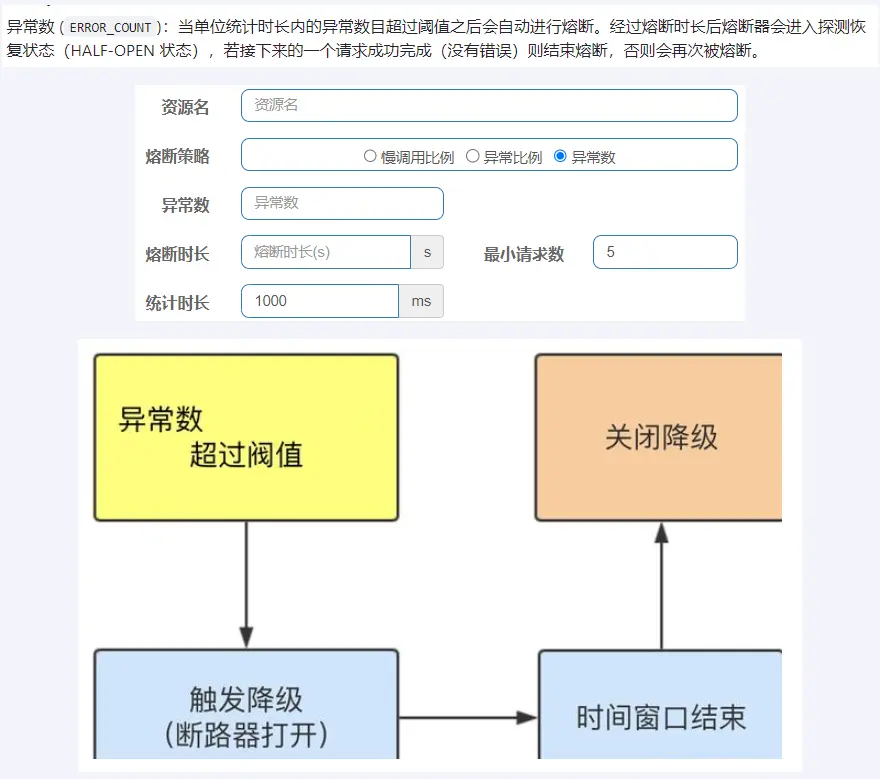 异常数 (ERROR_COUNT)：当单位统计时长内的异常数目超过阈值之后会自动进行熔断。经过熔断时长后熔断器会进入探测恢
复状态（HALF-OPEN 状态），若接下来的一个请求成功完成（没有错误）则结束熔断，否则会再次被熔断。
资源名 资源名
熔断策略 慢调用比例 异常比例 异常数
异常数 异常数
熔断时长 熔断时长(s) s 最小请求数 5
统计时长 1000 ms
异常数
超过阀值
关闭降级
触发降级
(断路器打开)
时间窗口结束